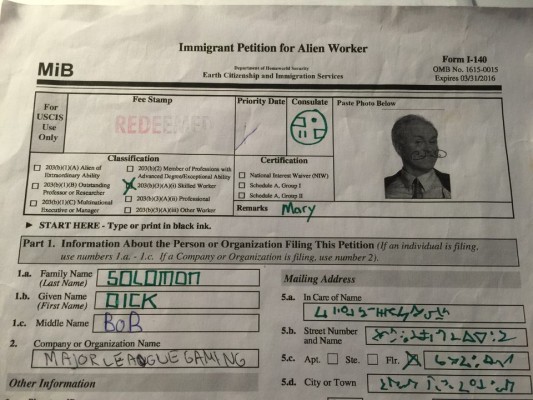 Immigrant Petition for Alien Worker
MiB
Department of Homeworld Security
Earth Citizenship and Immigration Services
Form I-140
OMB No. 1615-0015
Expires 03/31/2016
For
USCIS
Use
Only
Fee Stamp
REDEEMED
Priority Date
Consulate
Paste Photo Below
Classification
203(b)(1)(A) Alien of
Extraordinary Ability
203(b)(1)(B) Outstanding
Professor or Researcher
203(b)(1)(C) Multinational
Executive or Manager
203(b)(2) Member of Professions with
Advanced Degree/Exceptional Ability
203(b)(3)(A)(i) Skilled Worker
203(b)(3)(A)(ii) Professional
203(b)(3)(A)(iii) Other Worker
Certification
National Interest Waiver (NIW)
Schedule A, Group I
Schedule A, Group II
Remarks Mary
► START HERE - Type or print in black ink.
Part 1. Information About the Person or Organization Filing This Petition (If an individual is filing,
use numbers 1.a. - 1.c. If a Company or Organization is filing, use number 2).
1.a. Family Name
(Last Name)
SOLOMON
1.b. Given Name
(First Name)
DICK
1.c. Middle Name BOB
2. Company or Organization Name
MAJOR LEAGUE GAMING
Other Information
Mailing Address
5.a. In Care of Name
5.b. Street Number
and Name
5.c. Apt. Ste. Flr.
5.d. City or Town